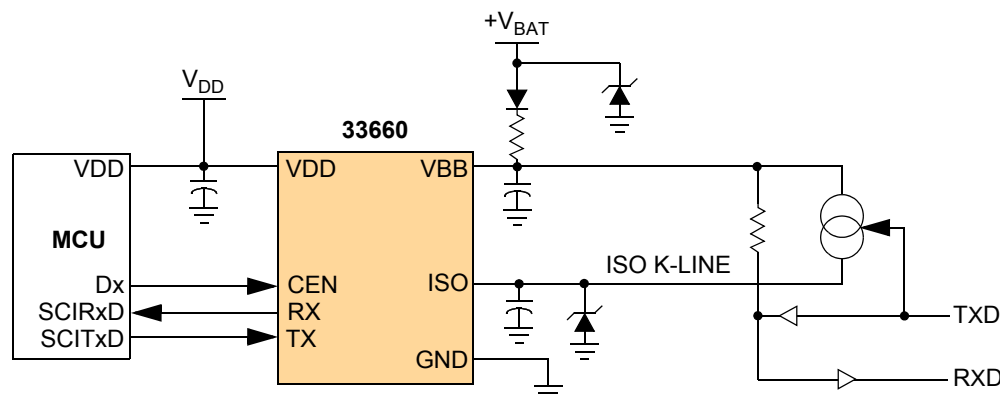 +VBAT
VDD
33660
VDD
VDD
VBB
MCU
ISO K-LINE
Dx
CEN
ISO
SCIRxD
RX
SCITxD
TX
TXD
GND
RXD